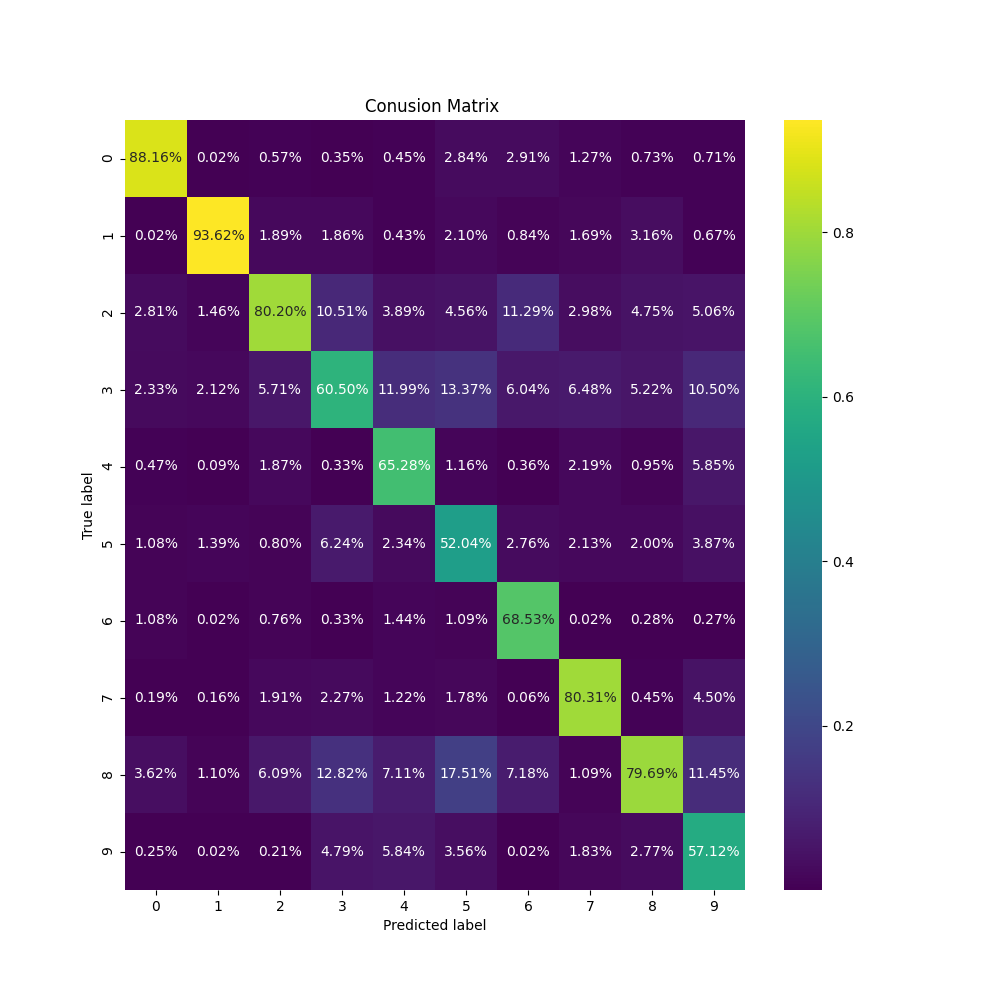 Conusion Matrix
0 88.16% 0.02% 0.57% 0.35% 0.45% 2.84% 2.91% 1.27% 0.73% 0.71%
1 0.02% 93.62% 1.89% 1.86% 0.43% 2.10% 0.84% 1.69% 3.16% 0.67%
0.8
2 2.81% 1.46% 80.20% 10.51% 3.89% 4.56% 11.29% 2.98% 4.75% 5.06%
3 2.33% 2.12% 5.71% 60.50% 11.99% 13.37% 6.04% 6.48% 5.22% 10.50%
0.6
4 0.47% 0.09% 1.87% 0.33% 65.28% 1.16% 0.36% 2.19% 0.95% 5.85%
True label
5 1.08% 1.39% 0.80% 6.24% 2.34% 52.04% 2.76% 2.13% 2.00% 3.87%
0.4
6 1.08% 0.02% 0.76% 0.33% 1.44% 1.09% 68.53% 0.02% 0.28% 0.27%
7 0.19% 0.16% 1.91% 2.27% 1.22% 1.78% 0.06% 80.31% 0.45% 4.50%
0.2
8 3.62% 1.10% 6.09% 12.82% 7.11% 17.51% 7.18% 1.09% 79.69% 11.45%
9 0.25% 0.02% 0.21% 4.79% 5.84% 3.56% 0.02% 1.83% 2.77% 57.12%
0 1 2 3 4 5 6 7 8 9
Predicted label